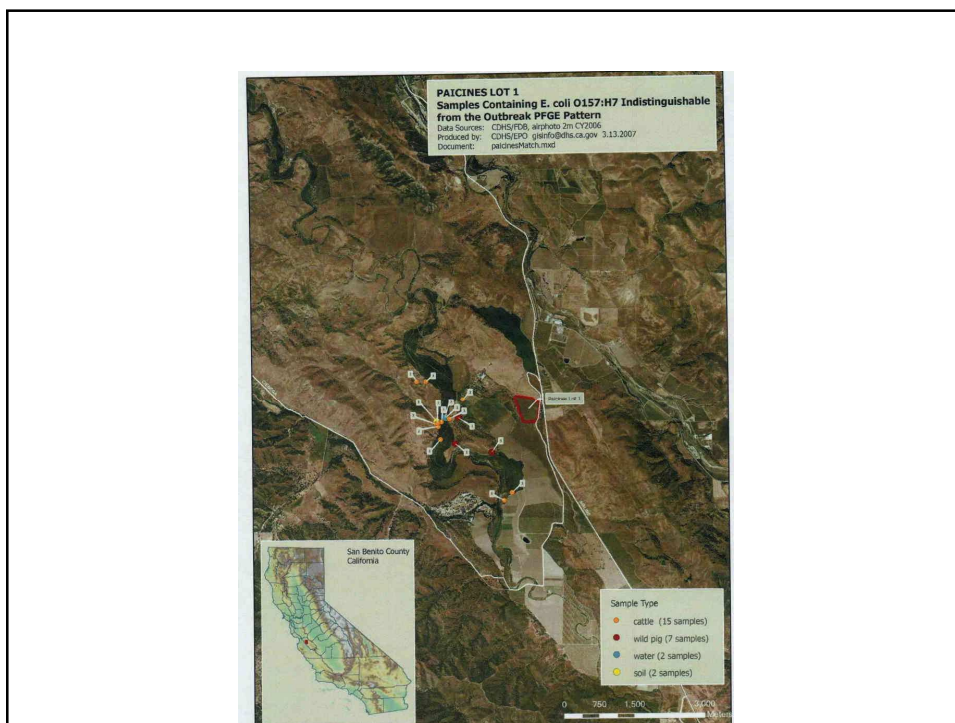 PAICINES LOT 1
Samples Containing E. coli O157:H7 Indistinguishable
from the Outbreak PFGE Pattern
Data Sources: CDHS/FDB, airphoto 2m CY2006
Produced by: CDHS/EPO gisinfo@dhs.ca.gov 3.13.2007
Document: paicinesMatch.mxd
Paicines Lot 1
San Benito County
California
Sample Type
cattle (15 samples)
wild pig (7 samples)
water (2 samples)
soil (2 samples)
0 750 1,500 3,000
Meters